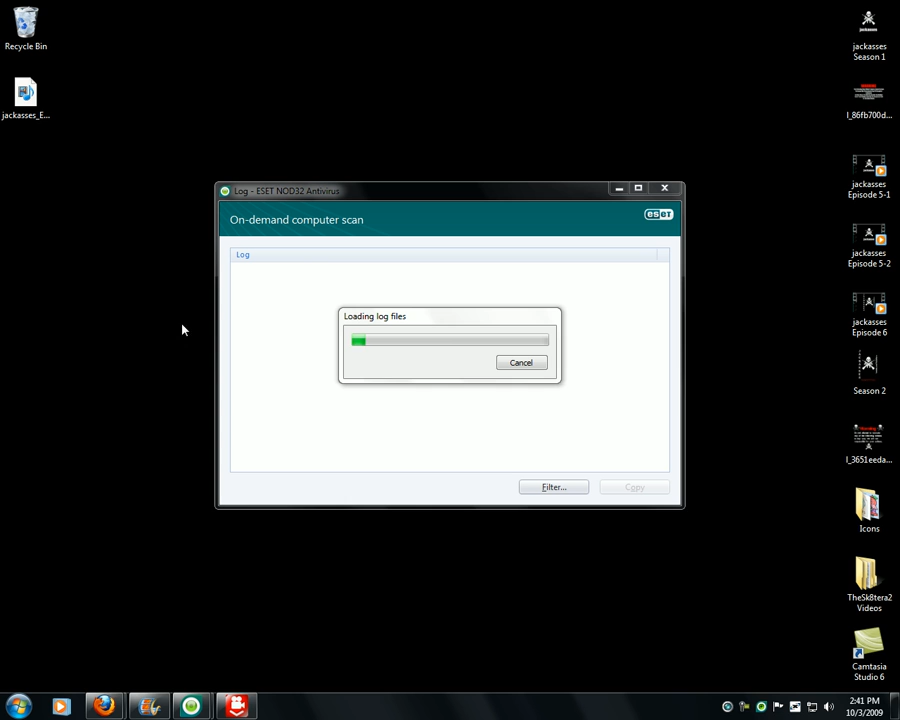 Recycle Bin
jackasses_E...
jackasses
Season 1
l_86fb700d...
jackasses
Episode 5-1
jackasses
Episode 5-2
jackasses
Episode 6
Season 2
l_3651eeda...
Icons
TheSk8tera2
Videos
Camtasia
Studio 6
Log - ESET NOD32 Antivirus
On-demand computer scan
eset
Log
Loading log files
Cancel
Filter...
Copy
2:41 PM
10/3/2009